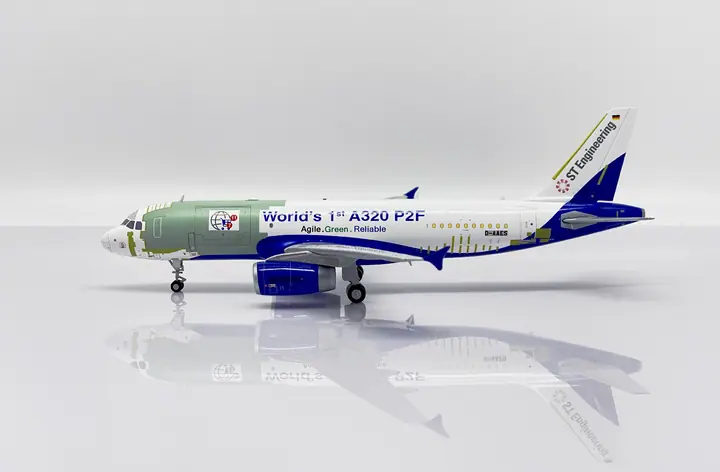 World's 1st A320 P2F
Agile.Green.Reliable
D-AAES
ST Engineering